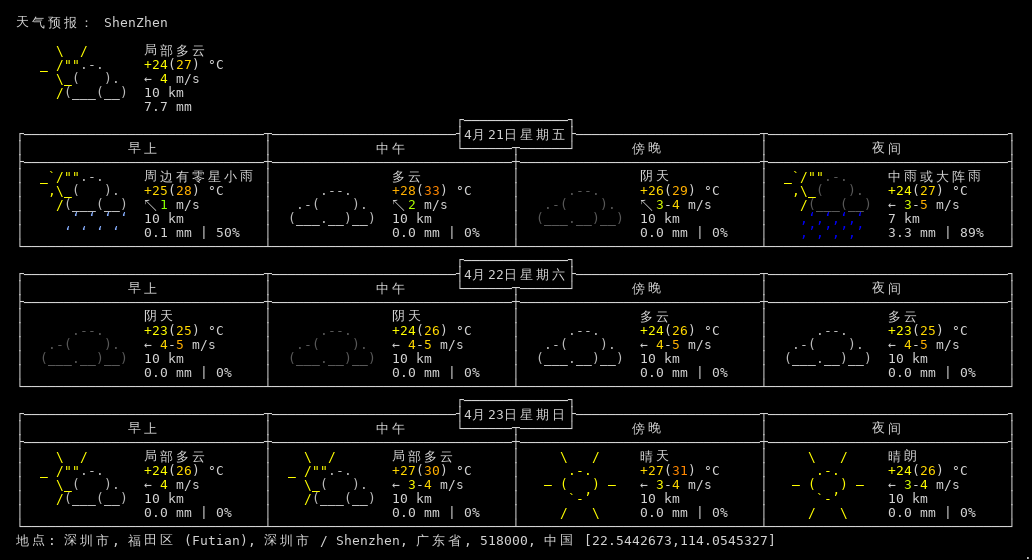 天气预报： ShenZhen
局部多云
+24(27) °C
← 4 m/s
10 km
7.7 mm
4月21日星期五
早上 中午 傍晚 夜间
周边有零星小雨 多云 阴天 中雨或大阵雨
+25(28) °C +28(33) °C +26(29) °C +24(27) °C
↖ 1 m/s ↖ 2 m/s ↖ 3-4 m/s ← 3-5 m/s
10 km 10 km 10 km 7 km
0.1 mm | 50% 0.0 mm | 0% 0.0 mm | 0% 3.3 mm | 89%
4月22日星期六
早上 中午 傍晚 夜间
阴天 阴天 多云 多云
+23(25) °C +24(26) °C +24(26) °C +23(25) °C
← 4-5 m/s ← 4-5 m/s ← 4-5 m/s ← 4-5 m/s
10 km 10 km 10 km 10 km
0.0 mm | 0% 0.0 mm | 0% 0.0 mm | 0% 0.0 mm | 0%
4月23日星期日
早上 中午 傍晚 夜间
局部多云 局部多云 晴天 晴朗
+24(26) °C +27(30) °C +27(31) °C +24(26) °C
← 4 m/s ← 3-4 m/s ← 3-4 m/s ← 3-4 m/s
10 km 10 km 10 km 10 km
0.0 mm | 0% 0.0 mm | 0% 0.0 mm | 0% 0.0 mm | 0%
地点: 深圳市, 福田区 (Futian), 深圳市 / Shenzhen, 广东省, 518000, 中国 [22.5442673,114.0545327]